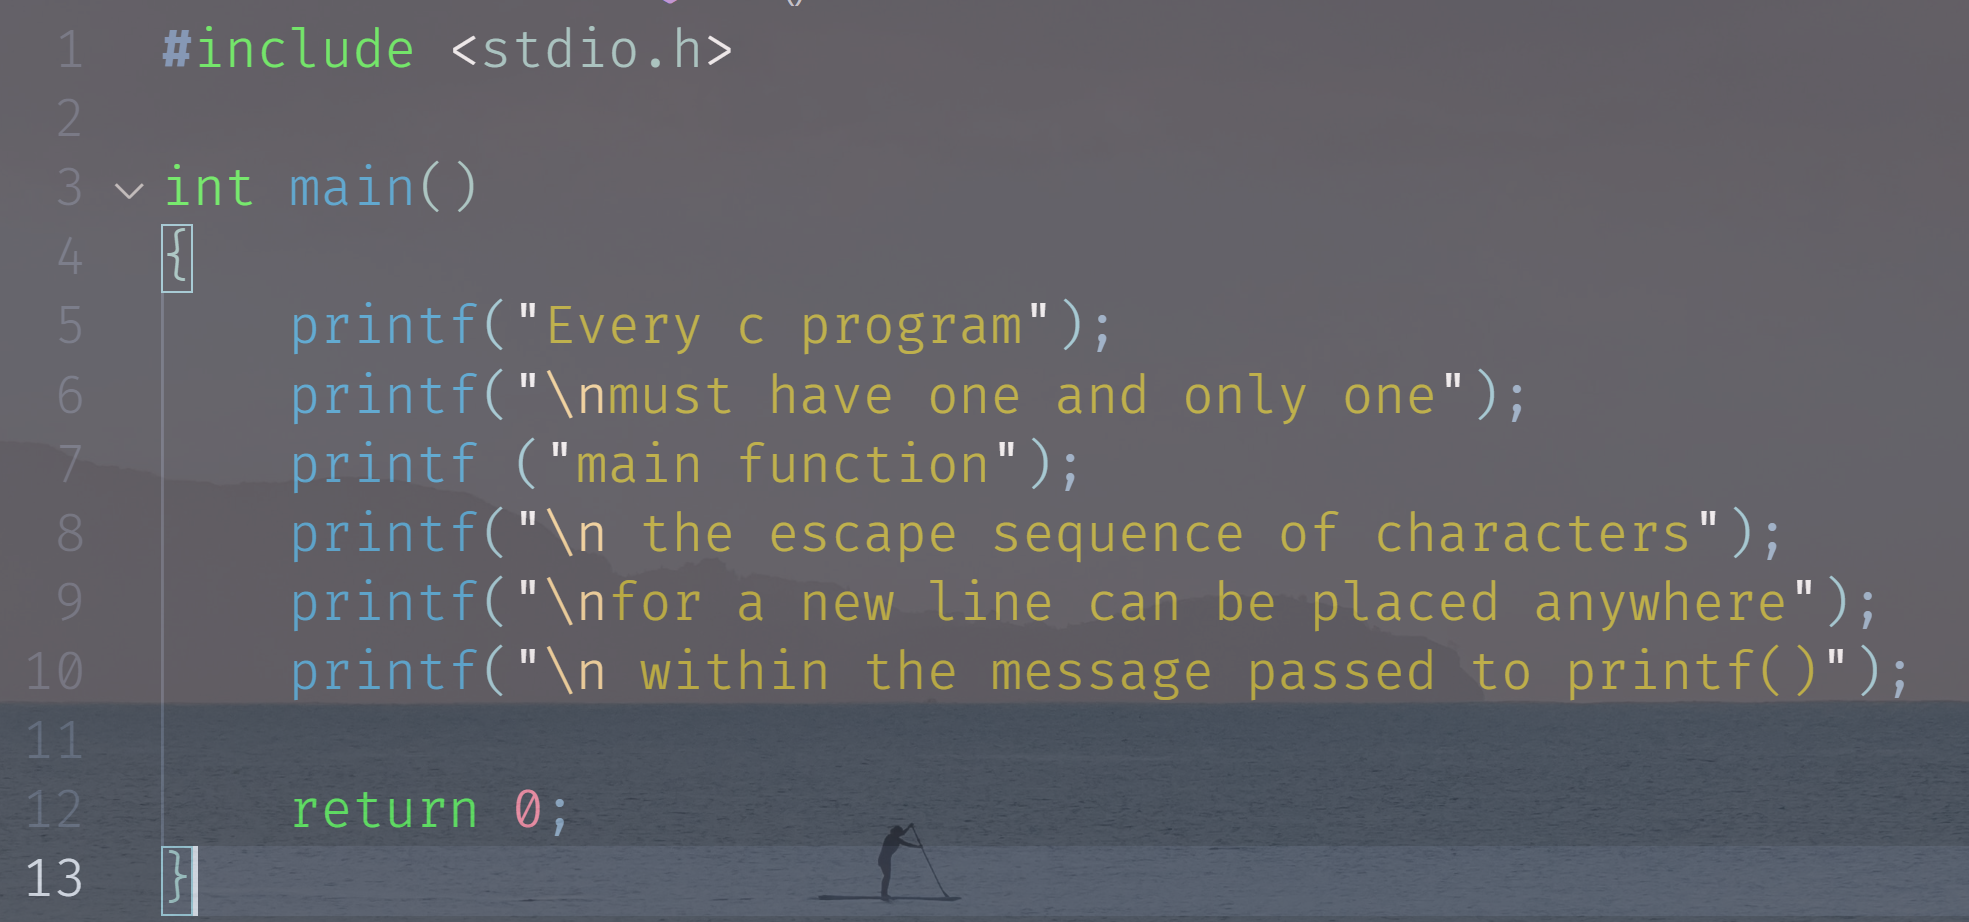 1 #include <stdio.h>
2
3 int main()
4 {
5 printf("Every c program");
6 printf("\nmust have one and only one");
7 printf ("main function");
8 printf("\n the escape sequence of characters");
9 printf("\nfor a new line can be placed anywhere");
10 printf("\n within the message passed to printf()");
11
12 return 0;
13 }